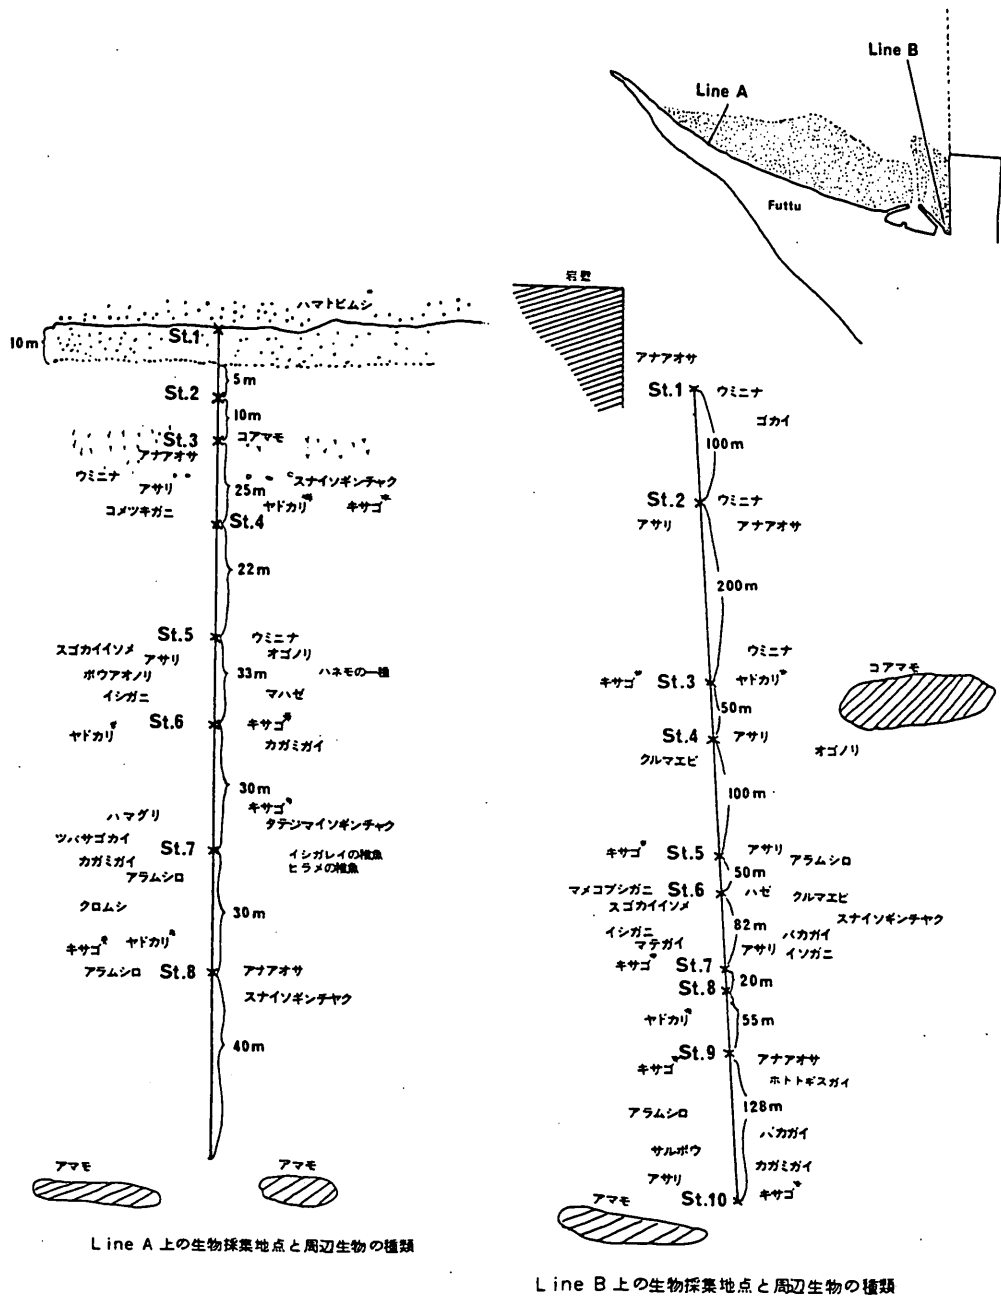 Line B
Line A
Futtu
ハマトビムシ*
10m
St.1
5m
St.2
10m
St.3
コアマモ
アナアオサ
ウミニナ
アサリ
25m
スナイソギンチャク
ヤドカリ*
キサゴ*
コメツキガニ
St.4
22m
St.5
ウミニナ
スゴカイイソメ
アサリ
オゴノリ
ボウアオノリ
33m
ハネモの一種
イシガニ
マハゼ
St.6
キサゴ*
ヤドカリ*
カガミガイ
30m
キサゴ*
ハマグリ
タテジマイソギンチャク
ツバサゴカイ
St.7
カガミガイ
イシガレイの稚魚
ヒラメの稚魚
アラムシロ
クロムシ
30m
キサゴ*
ヤドカリ*
アラムシロ
St.8
アナアオサ
スナイソギンチヤク
40m
アマモ
アマモ
Line A 上の生物採集地点と周辺生物の種類
岩壁
アナアオサ
St.1
ウミニナ
ゴカイ
100m
St.2
ウミニナ
アサリ
アナアオサ
200m
ウミニナ
コアマモ
キサゴ*
St.3
ヤドカリ*
50m
St.4
アサリ
オゴノリ
クルマエビ
100m
キサゴ*
St.5
アサリ
アラムシロ
50m
マメコブシガニ
St.6
ハゼ
クルマエビ
スゴカイイソメ
82m
スナイソギンチヤク
イシガニ
バカガイ
マテガイ
アサリ
イソガニ
キサゴ*
St.7
20m
St.8
ヤドカリ*
55m
キサゴ*
St.9
アナアオサ
ホトトギスガイ
128m
アラムシロ
バカガイ
サルボウ
カガミガイ
アサリ
St.10
キサゴ*
アマモ
Line B 上の生物採集地点と周辺生物の種類